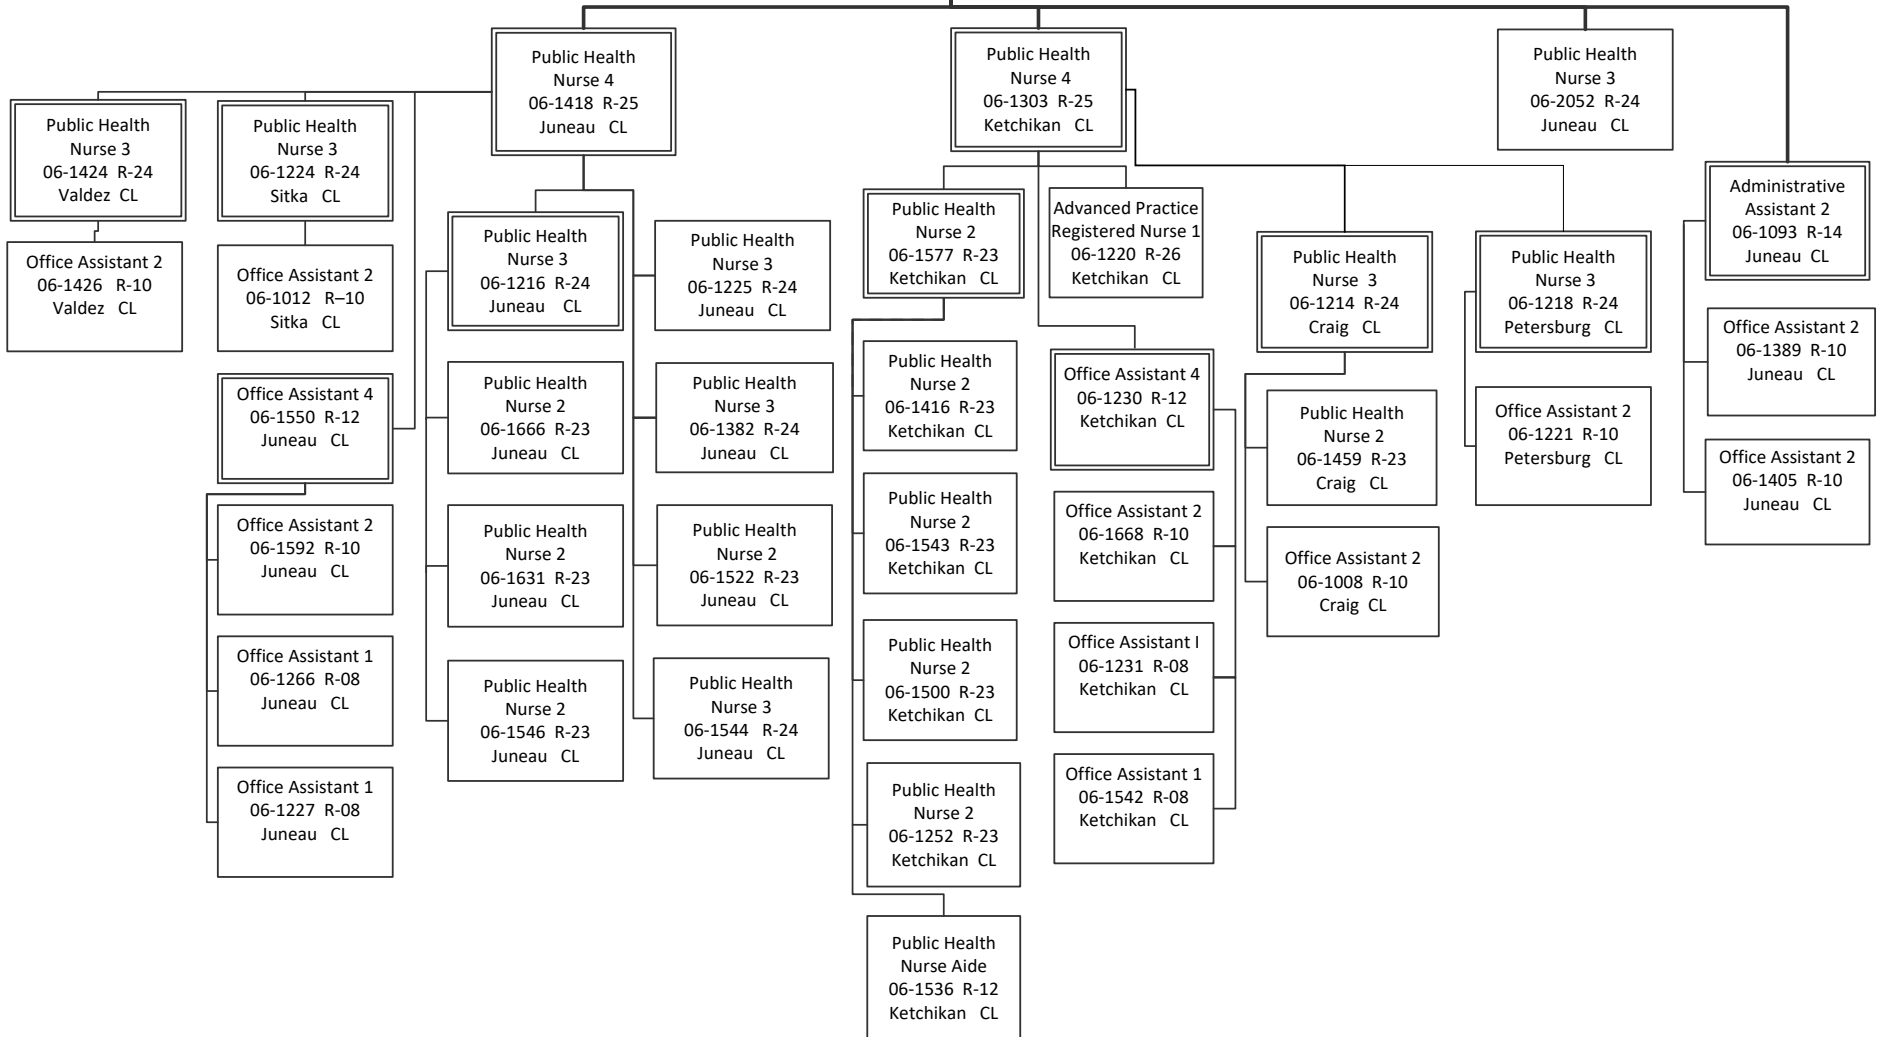 Public Health
Nurse 4
06-1418 R-25
Juneau CL
Public Health
Nurse 4
06-1303 R-25
Ketchikan CL
Public Health
Nurse 3
06-2052 R-24
Juneau CL
Public Health
Nurse 3
06-1424 R-24
Valdez CL
Public Health
Nurse 3
06-1224 R-24
Sitka CL
Office Assistant 2
06-1426 R-10
Valdez CL
Office Assistant 2
06-1012 R–10
Sitka CL
Office Assistant 4
06-1550 R-12
Juneau CL
Office Assistant 2
06-1592 R-10
Juneau CL
Office Assistant 1
06-1266 R-08
Juneau CL
Office Assistant 1
06-1227 R-08
Juneau CL
Public Health
Nurse 3
06-1216 R-24
Juneau CL
Public Health
Nurse 2
06-1666 R-23
Juneau CL
Public Health
Nurse 2
06-1631 R-23
Juneau CL
Public Health
Nurse 2
06-1546 R-23
Juneau CL
Public Health
Nurse 3
06-1225 R-24
Juneau CL
Public Health
Nurse 3
06-1382 R-24
Juneau CL
Public Health
Nurse 2
06-1522 R-23
Juneau CL
Public Health
Nurse 3
06-1544 R-24
Juneau CL
Public Health
Nurse 2
06-1577 R-23
Ketchikan CL
Public Health
Nurse 2
06-1416 R-23
Ketchikan CL
Public Health
Nurse 2
06-1543 R-23
Ketchikan CL
Public Health
Nurse 2
06-1500 R-23
Ketchikan CL
Public Health
Nurse 2
06-1252 R-23
Ketchikan CL
Public Health
Nurse Aide
06-1536 R-12
Ketchikan CL
Advanced Practice
Registered Nurse 1
06-1220 R-26
Ketchikan CL
Office Assistant 4
06-1230 R-12
Ketchikan CL
Office Assistant 2
06-1668 R-10
Ketchikan CL
Office Assistant I
06-1231 R-08
Ketchikan CL
Office Assistant 1
06-1542 R-08
Ketchikan CL
Public Health
Nurse 3
06-1214 R-24
Craig CL
Public Health
Nurse 2
06-1459 R-23
Craig CL
Office Assistant 2
06-1008 R-10
Craig CL
Public Health
Nurse 3
06-1218 R-24
Petersburg CL
Office Assistant 2
06-1221 R-10
Petersburg CL
Administrative
Assistant 2
06-1093 R-14
Juneau CL
Office Assistant 2
06-1389 R-10
Juneau CL
Office Assistant 2
06-1405 R-10
Juneau CL